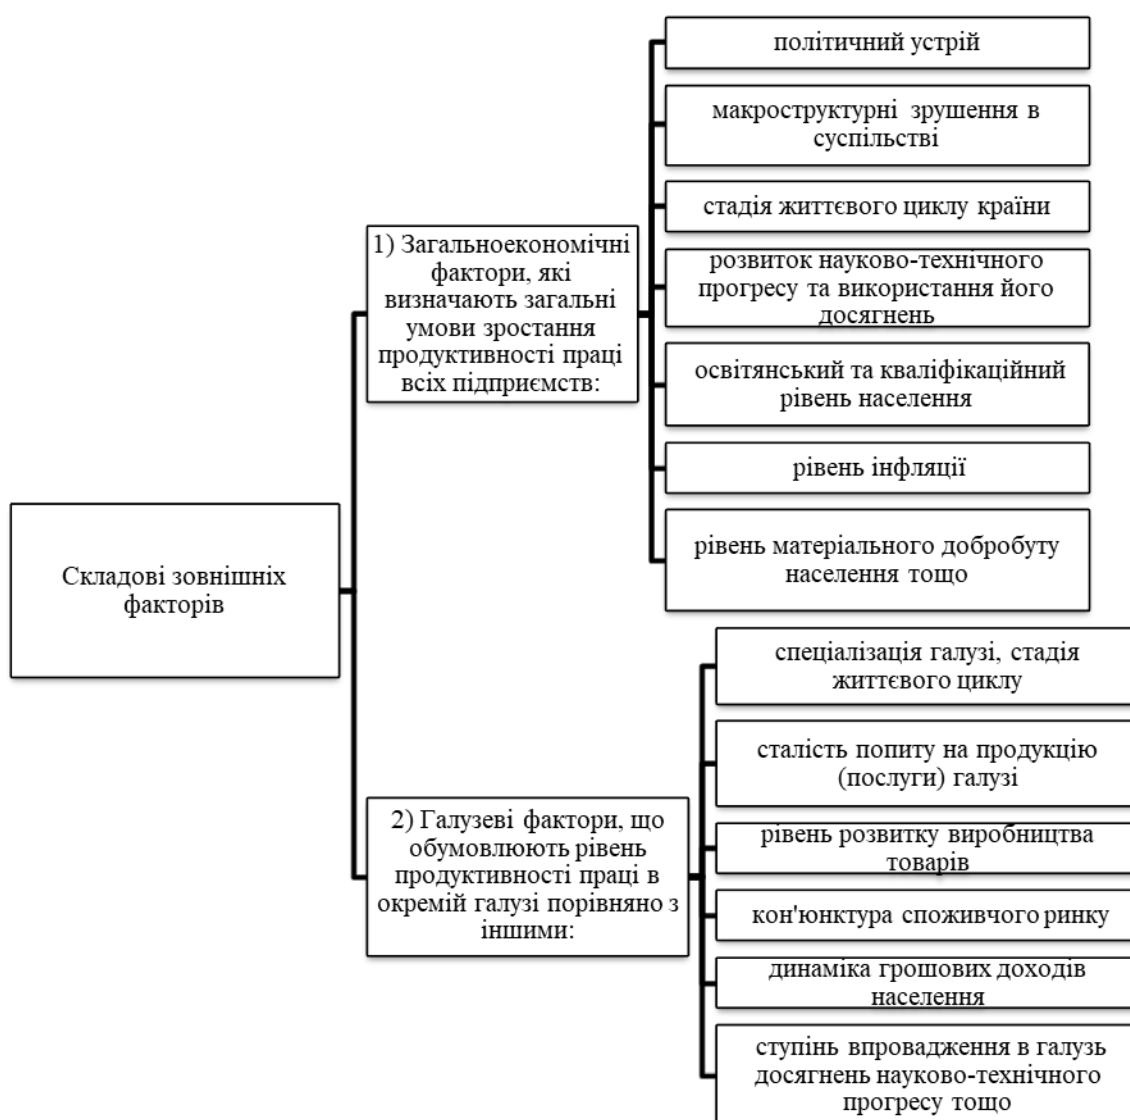 Складові зовнішніх
факторів
1) Загальноекономічні
фактори, які
визначають загальні
умови зростання
продуктивності праці
всіх підприємств:
політичний устрій
макроструктурні зрушення в
суспільстві
стадія життєвого циклу країни
розвиток науково-технічного
прогресу та використання його
досягнень
освітянський та кваліфікаційний
рівень населення
рівень інфляції
рівень матеріального добробуту
населення тощо
2) Галузеві фактори, що
обумовлюють рівень
продуктивності праці в
окремій галузі порівняно з
іншими:
спеціалізація галузі, стадія
життєвого циклу
сталість попиту на продукцію
(послуги) галузі
рівень розвитку виробництва
товарів
кон'юнктура споживчого ринку
динаміка грошових доходів
населення
ступінь впровадження в галузь
досягнень науково-технічного
прогресу тощо